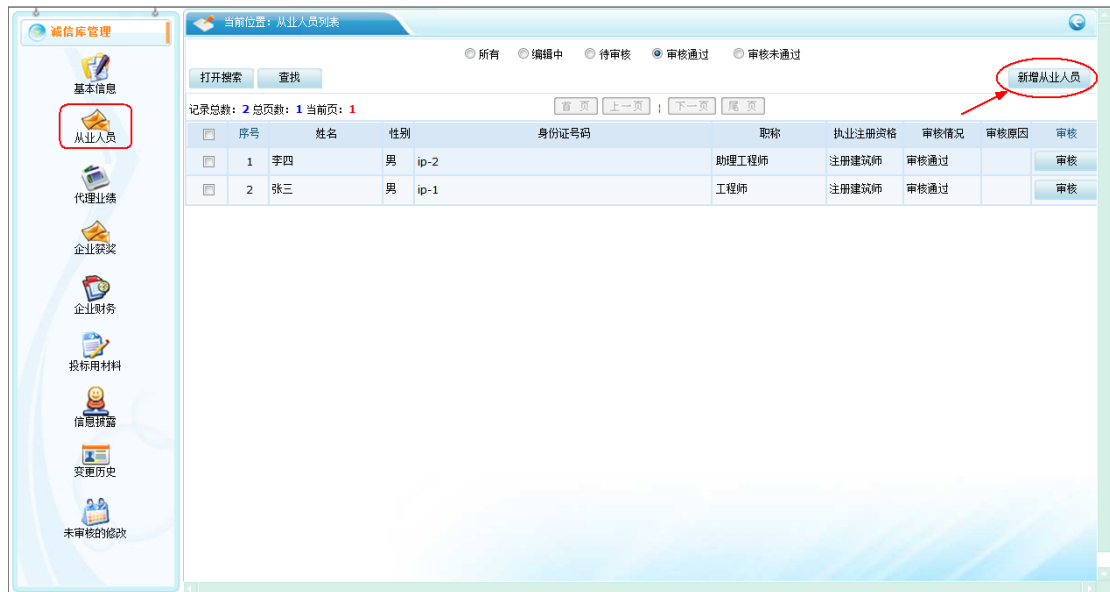 诚信库管理
基本信息
从业人员
代理业绩
企业获奖
企业财务
投标用材料
信息披露
变更历史
未审核的修改
当前位置：从业人员列表
所有 编辑中 待审核 审核通过 审核未通过
打开搜索 查找 新增从业人员
记录总数：2 总页数：1 当前页：1 首 页 上一页 | 下一页 尾 页
序号 姓名 性别 身份证号码 职称 执业注册资格 审核情况 审核原因 审核
1 李四 男 ip-2 助理工程师 注册建筑师 审核通过 审核
2 张三 男 ip-1 工程师 注册建筑师 审核通过 审核